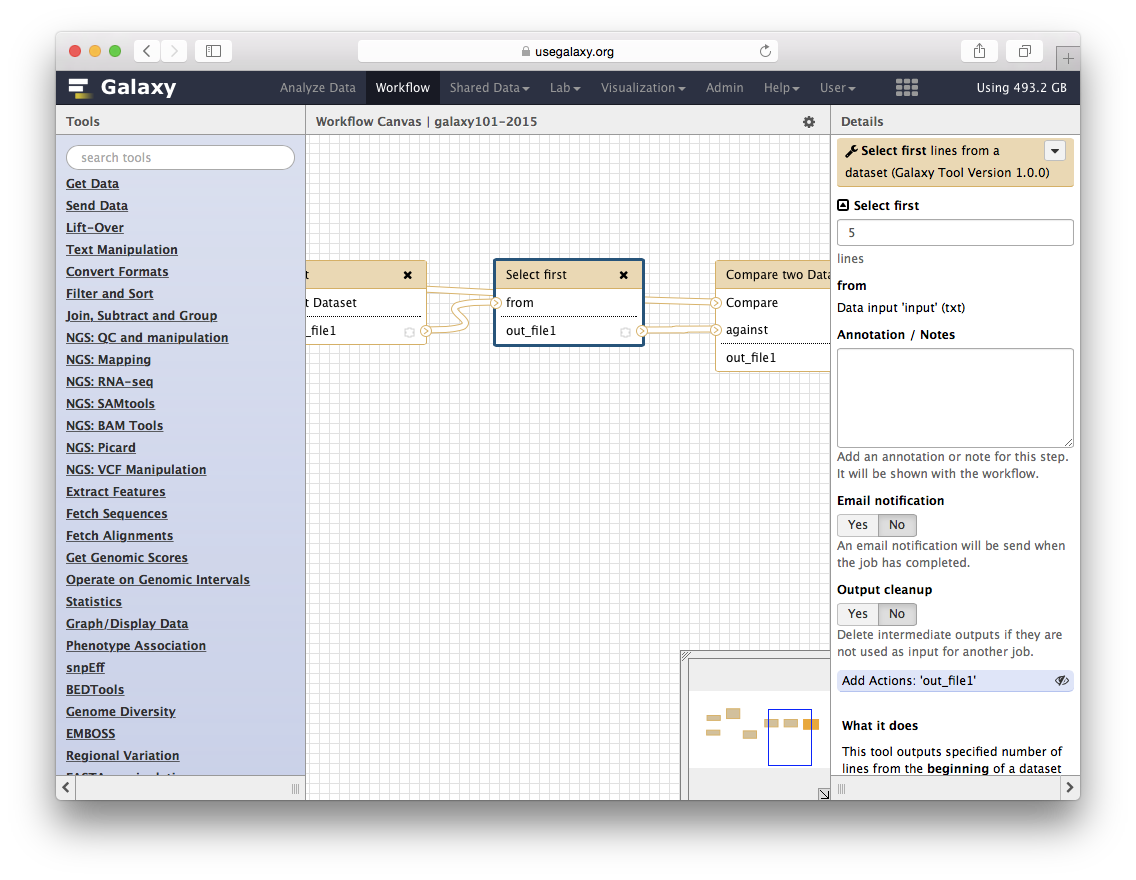 usegalaxy.org
Galaxy
Analyze Data
Workflow
Shared Data
Lab
Visualization
Admin
Help
User
Using 493.2 GB
Tools
search tools
Get Data
Send Data
Lift-Over
Text Manipulation
Convert Formats
Filter and Sort
Join, Subtract and Group
NGS: QC and manipulation
NGS: Mapping
NGS: RNA-seq
NGS: SAMtools
NGS: BAM Tools
NGS: Picard
NGS: VCF Manipulation
Extract Features
Fetch Sequences
Fetch Alignments
Get Genomic Scores
Operate on Genomic Intervals
Statistics
Graph/Display Data
Phenotype Association
snpEff
BEDTools
Genome Diversity
EMBOSS
Regional Variation
Workflow Canvas | galaxy101-2015
t
t Dataset
_file1
Select first
from
out_file1
Compare two Data
Compare
against
out_file1
Details
Select first lines from a
dataset (Galaxy Tool Version 1.0.0)
Select first
5
lines
from
Data input 'input' (txt)
Annotation / Notes
Add an annotation or note for this step.
It will be shown with the workflow.
Email notification
Yes No
An email notification will be send when
the job has completed.
Output cleanup
Yes No
Delete intermediate outputs if they are
not used as input for another job.
Add Actions: 'out_file1'
What it does
This tool outputs specified number of
lines from the beginning of a dataset